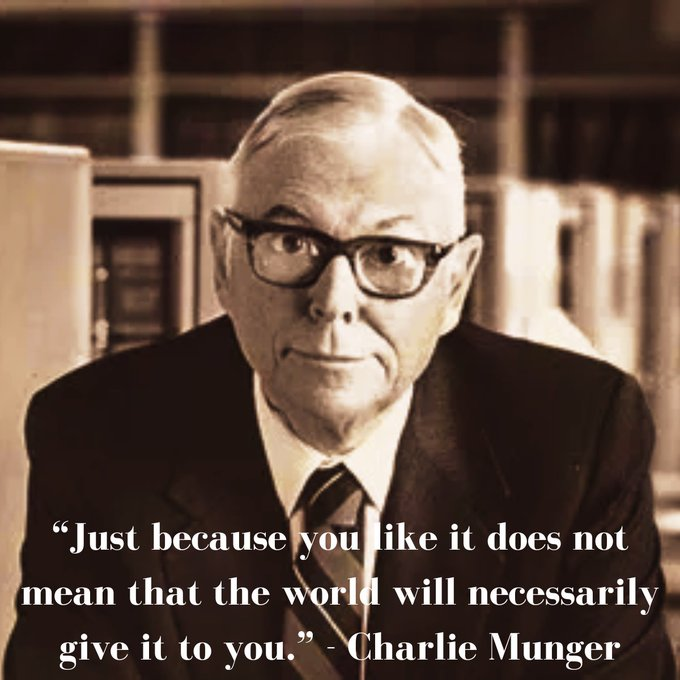 “Just because you like it does not
mean that the world will necessarily
give it to you.” - Charlie Munger